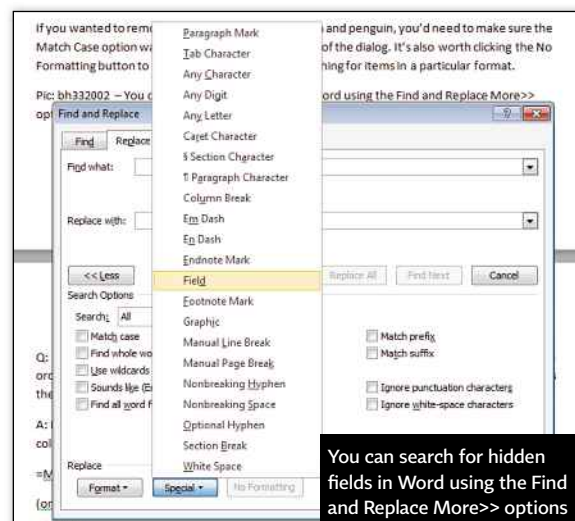 If you wanted to remo
and penguin, you'd need to make sure the
Match Case option wa
of the dialog. It's also worth clicking the No
Formatting button to
hing for items in a particular format.
Pic: bh332002 – You c
ord using the Find and Replace More>>
opt
Find and Replace
Find
Replace
Find what:
Replace with:
<< Less
Replace All
Find Next
Cancel
Search Options
Search: All
Match case
Find whole wo
Use wildcards
Sounds like (En
Find all word f
Match prefix
Match suffix
Ignore punctuation characters
Ignore white-space characters
Replace
Format
Special
No Formatting
Paragraph Mark
Tab Character
Any Character
Any Digit
Any Letter
Caret Character
§ Section Character
¶ Paragraph Character
Column Break
Em Dash
En Dash
Endnote Mark
Field
Footnote Mark
Graphic
Manual Line Break
Manual Page Break
Nonbreaking Hyphen
Nonbreaking Space
Optional Hyphen
Section Break
White Space
Q:
orc
the
s
A:
col
=M
(or
You can search for hidden
fields in Word using the Find
and Replace More>> options